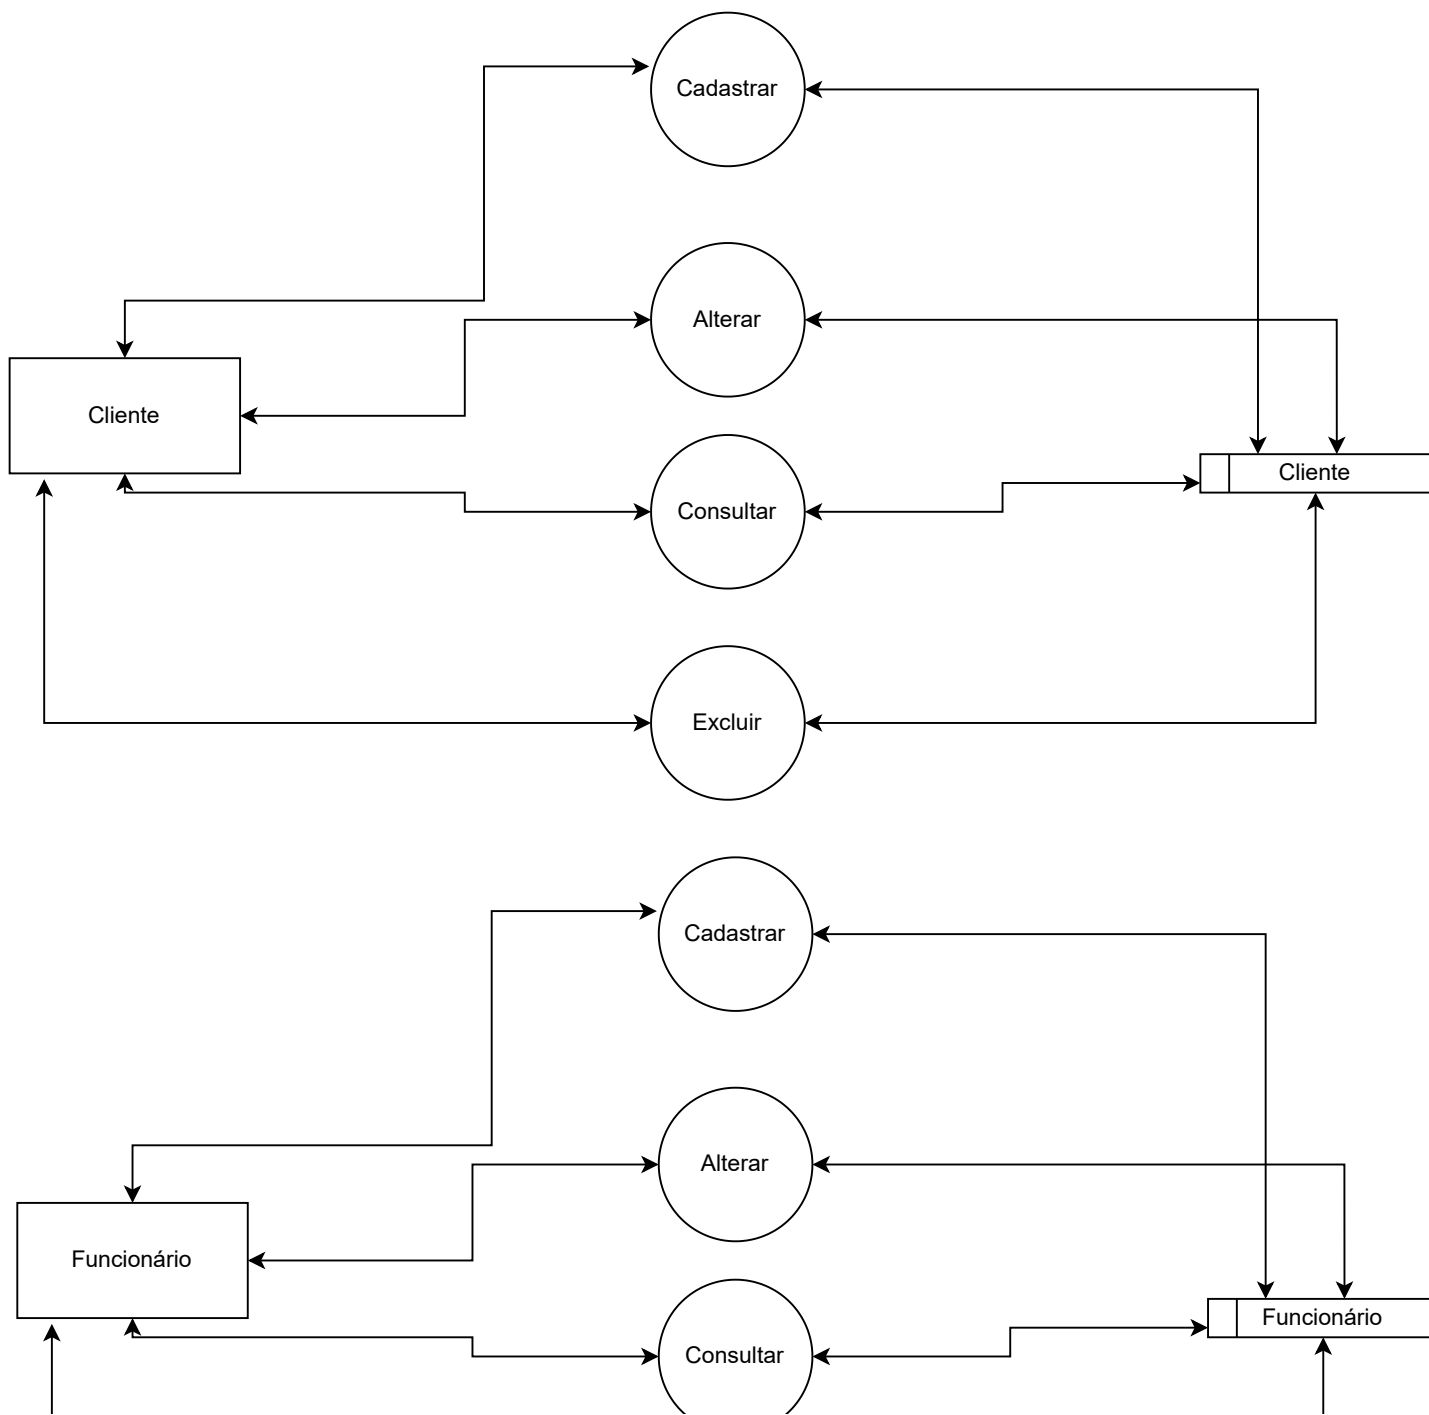 Cadastrar
Alterar
Cliente
Consultar
Cliente
Excluir
Cadastrar
Alterar
Funcionário
Funcionário
Consultar